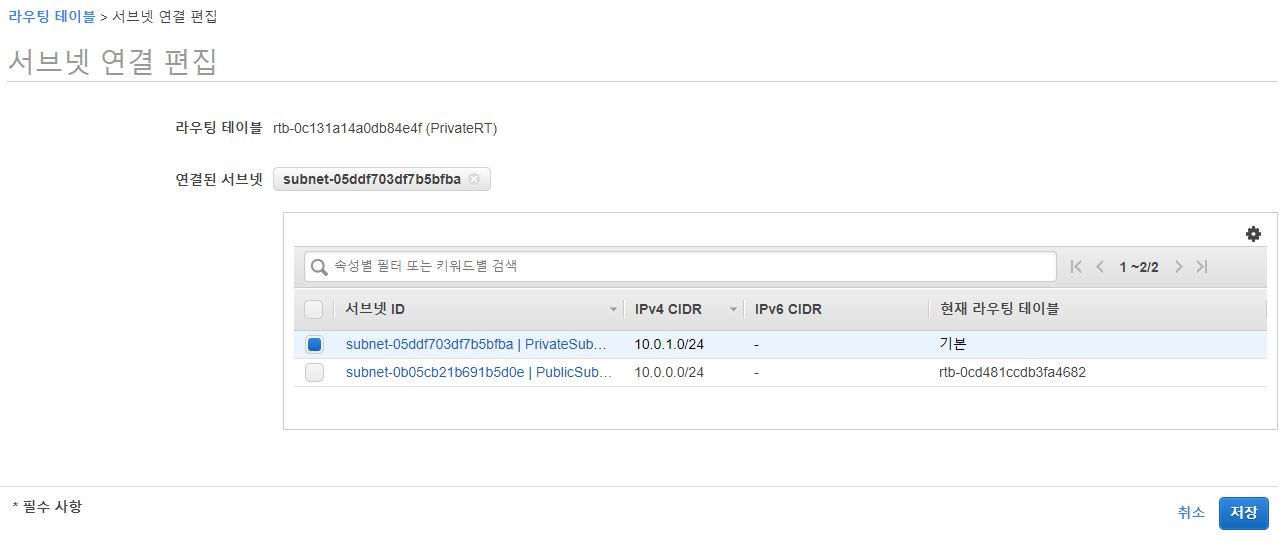 라우팅 테이블 > 서브넷 연결 편집
서브넷 연결 편집
라우팅 테이블 rtb-0c131a14a0db84e4f (PrivateRT)
연결된 서브넷 subnet-05ddf703df7b5bfba
속성별 필터 또는 키워드별 검색 1 ~2/2
서브넷 ID IPv4 CIDR IPv6 CIDR 현재 라우팅 테이블
subnet-05ddf703df7b5bfba | PrivateSub… 10.0.1.0/24 - 기본
subnet-0b05cb21b691b5d0e | PublicSub… 10.0.0.0/24 - rtb-0cd481ccdb3fa4682
* 필수 사항
취소 저장